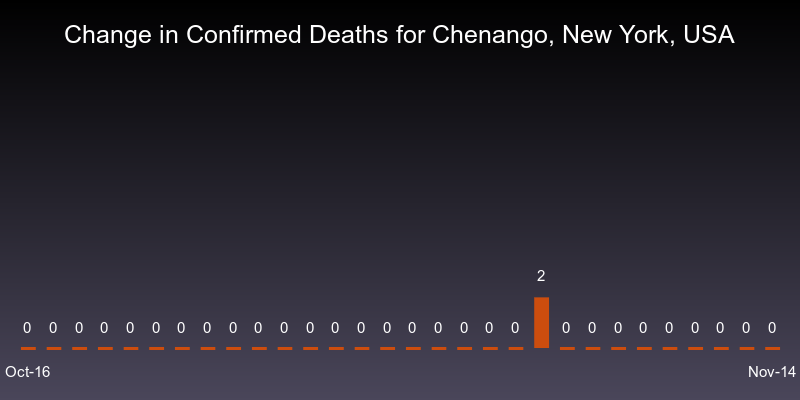 Change in Confirmed Deaths for Chenango, New York, USA
2
0 0 0 0 0 0 0 0 0 0 0 0 0 0 0 0 0 0 0 0 0 0 0 0 0 0 0 0 0
Oct-16 Nov-14